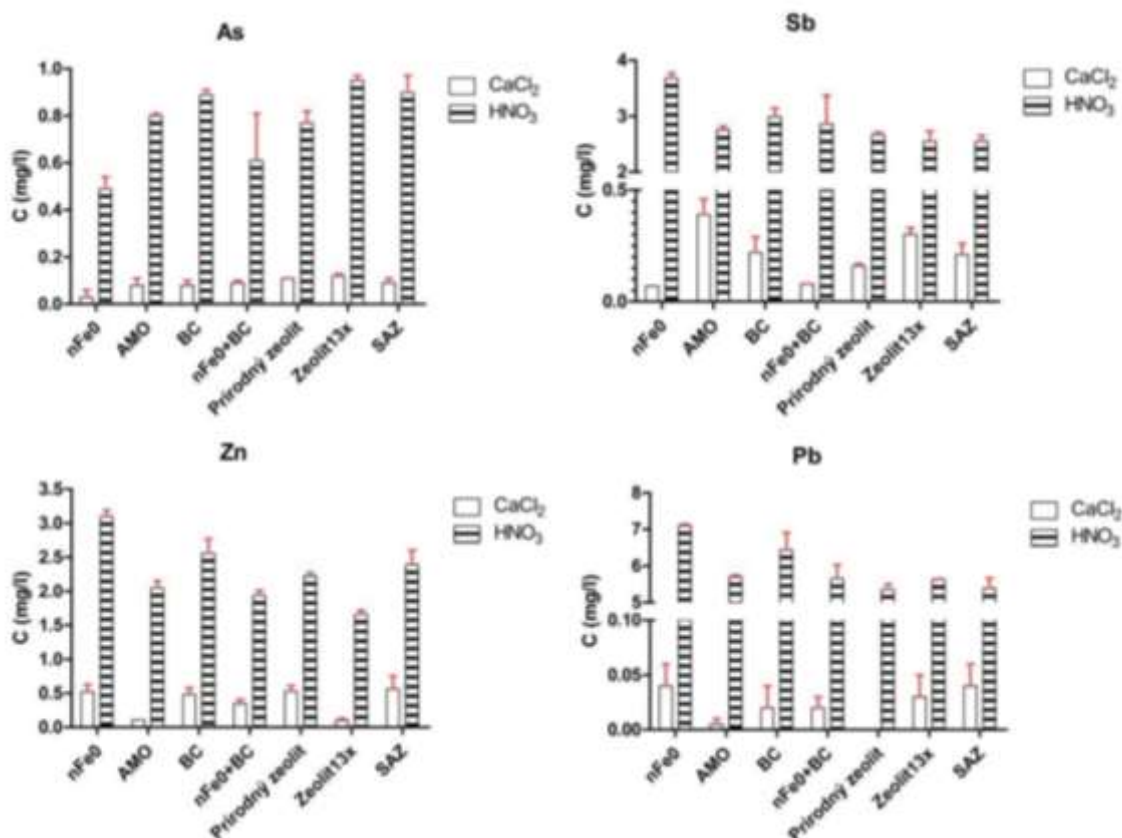 As
C (mg/l)
1.0
0.8
0.6
0.4
0.2
0.0
nFe0
AMO
BC
nFe0+BC
Prírodný zeolit
Zeolit13x
SAZ
CaCl₂
HNO₃
Sb
C (mg/l)
4
3
2
0.5
0.0
nFe0
AMO
BC
nFe0+BC
Prírodný zeolit
Zeolit13x
SAZ
CaCl₂
HNO₃
Zn
C (mg/l)
3.5
3.0
2.5
2.0
1.5
1.0
0.5
0.0
nFe0
AMO
BC
nFe0+BC
Prírodný zeolit
Zeolit13x
SAZ
CaCl₂
HNO₃
Pb
C (mg/l)
8
7
6
5
0.10
0.05
0.00
nFe0
AMO
BC
nFe0+BC
Prírodný zeolit
Zeolit13x
SAZ
CaCl₂
HNO₃